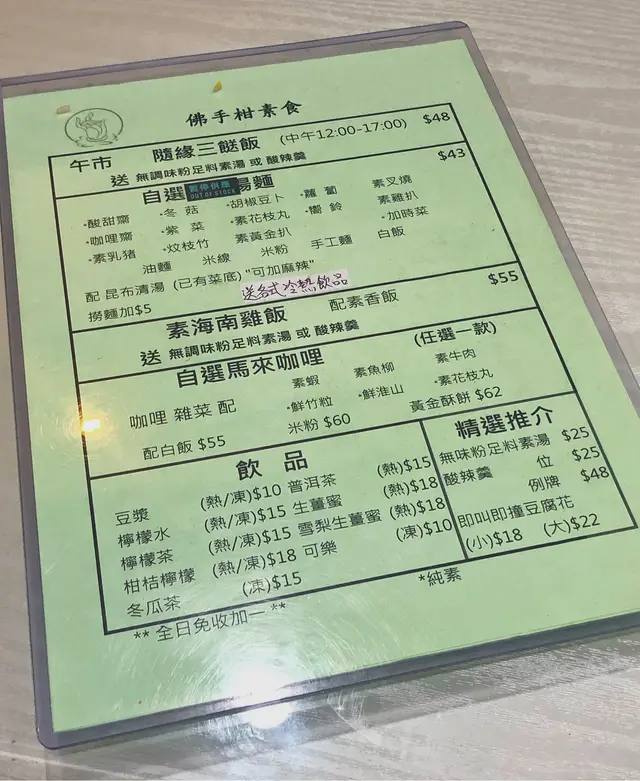 佛手柑素食
午市 隨緣三餸飯 (中午12:00-17:00) $48
送 無調味粉足料素湯 或 酸辣羹 $43
自選 暫停供應 OUT OF STOCK 湯麵
·酸甜齋 ·冬菇 ·胡椒豆卜 ·蘿蔔 素叉燒
·咖哩齋 ·紫菜 ·素花枝丸 ·響鈴 素雞扒
·素乳猪 ·炆枝竹 素黃金扒 ·加時菜
油麵 米線 米粉 手工麵 白飯
配 昆布清湯 (已有菜底) "可加麻辣"
撈麵加$5 送各式冷熱飲品
素海南雞飯 配素香飯 $55
送 無調味粉足料素湯 或 酸辣羹
自選馬來咖哩 (任選一款)
咖哩 雜菜 配 素蝦 素魚柳 素牛肉
·鮮竹粒 ·鮮淮山 ·素花枝丸
配白飯 $55 米粉 $60 黃金酥餅 $62
飲品
豆漿 (熱/凍)$10 普洱茶 (熱)$15
檸檬水 (熱/凍)$15 生薑蜜 (熱)$18
檸檬茶 (熱/凍)$15 雪梨生薑蜜 (熱)$18
柑桔檸檬 (熱/凍)$18 可樂 (凍)$10
冬瓜茶 (凍)$15
精選推介
無味粉足料素湯 $25
酸辣羹 位 $25
例牌 $48
即叫即撞豆腐花
(小)$18 (大)$22
*純素
** 全日免收加一 **